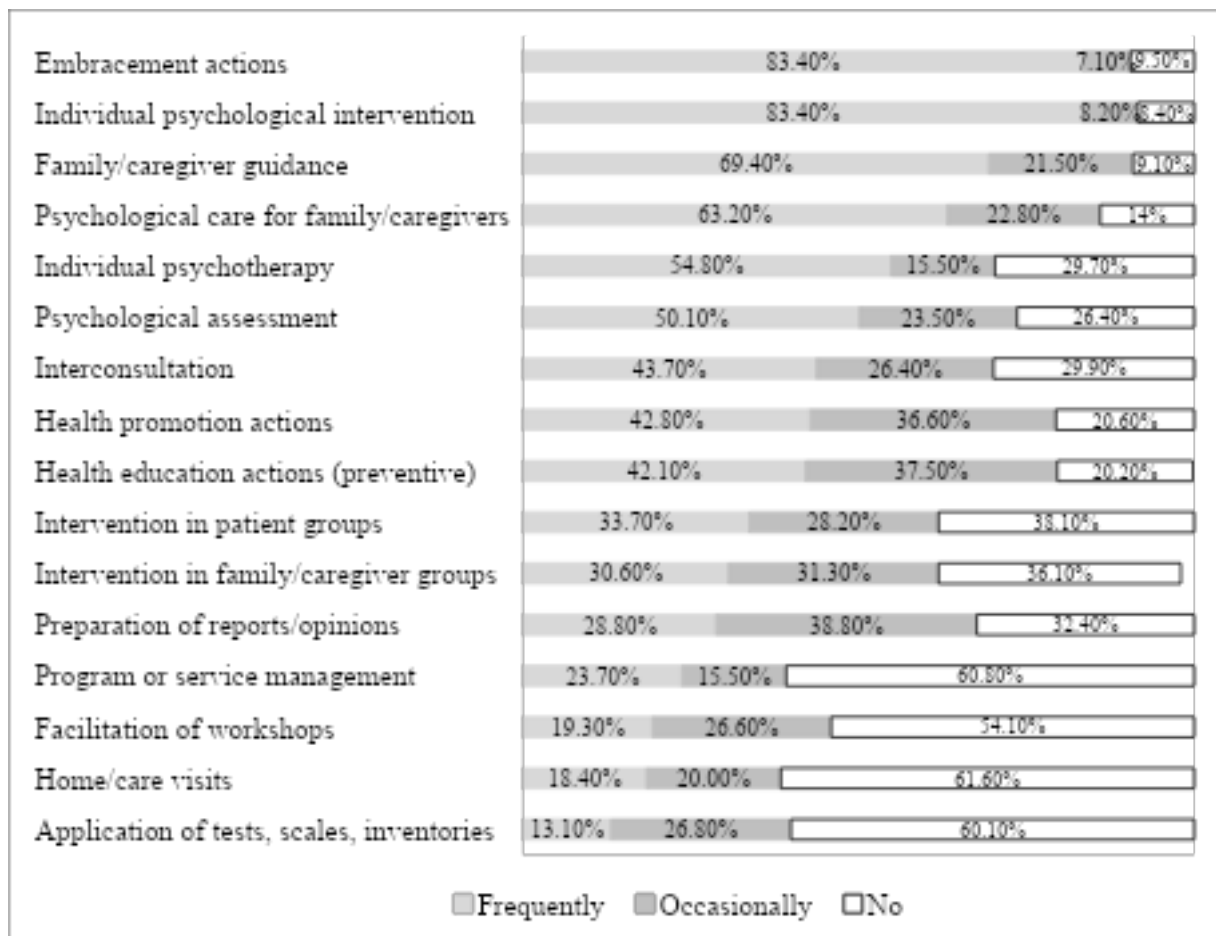 Embracement actions 83.40% 7.10% 9.50%
Individual psychological intervention 83.40% 8.20% 8.40%
Family/caregiver guidance 69.40% 21.50% 9.10%
Psychological care for family/caregivers 63.20% 22.80% 14%
Individual psychotherapy 54.80% 15.50% 29.70%
Psychological assessment 50.10% 23.50% 26.40%
Interconsultation 43.70% 26.40% 29.90%
Health promotion actions 42.80% 36.60% 20.60%
Health education actions (preventive) 42.10% 37.50% 20.20%
Intervention in patient groups 33.70% 28.20% 38.10%
Intervention in family/caregiver groups 30.60% 31.30% 36.10%
Preparation of reports/opinions 28.80% 38.80% 32.40%
Program or service management 23.70% 15.50% 60.80%
Facilitation of workshops 19.30% 26.60% 54.10%
Home/care visits 18.40% 20.00% 61.60%
Application of tests, scales, inventories 13.10% 26.80% 60.10%
Frequently Occasionally No